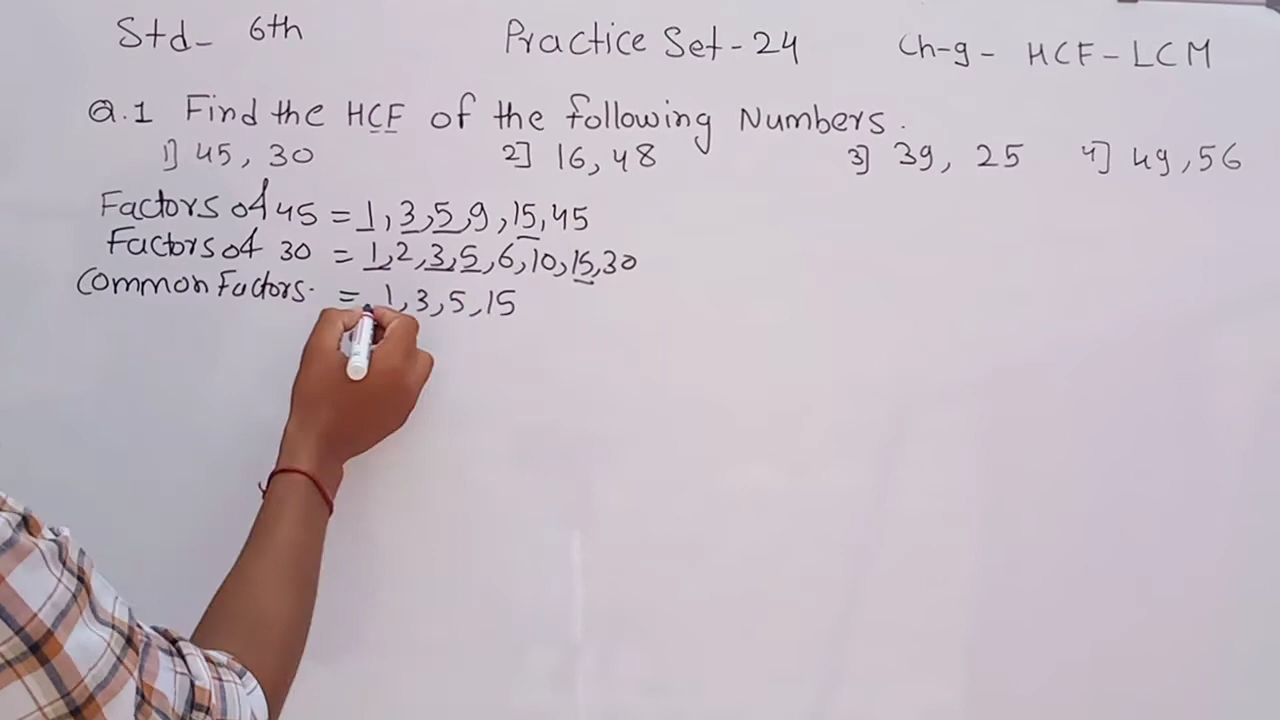 Std- 6th Practice Set-24 Ch-9- HCF-LCM
Q.1 Find the HCF of the following Numbers.
1] 45, 30 2] 16, 48 3] 39, 25 4] 49, 56
Factors of 45 = 1, 3, 5, 9, 15, 45
Factors of 30 = 1, 2, 3, 5, 6, 10, 15, 30
Common Factors. = 1, 3, 5, 15